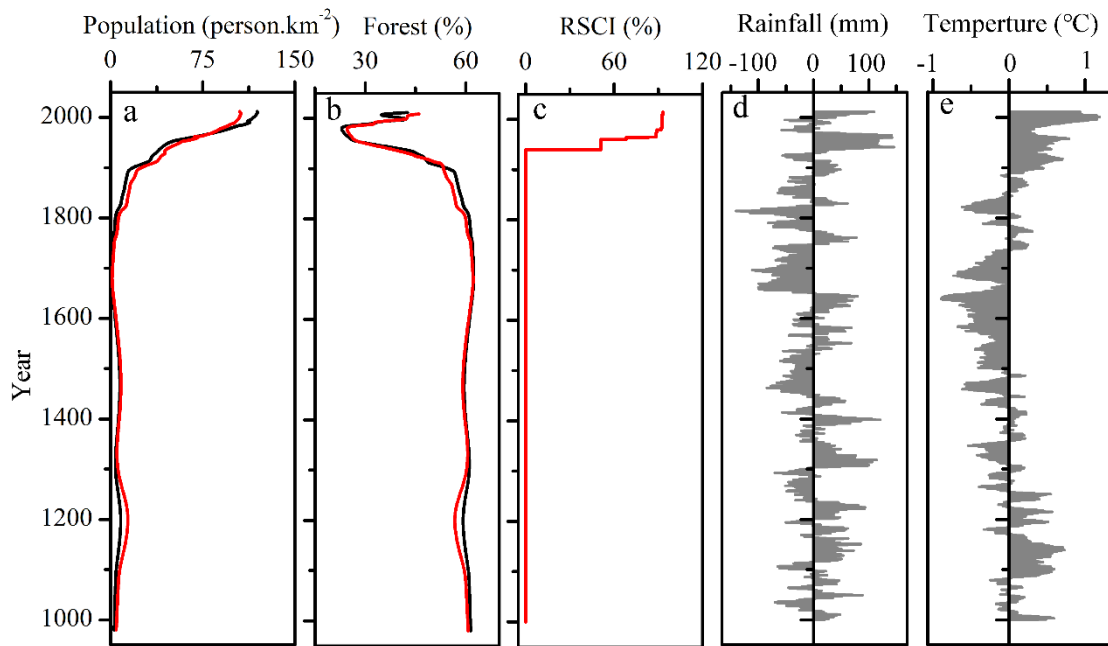 Population (person.km-2) Forest (%) RSCI (%) Rainfall (mm) Temperture (°C)
0 75 150 30 60 0 60 120 -100 0 100 -1 0 1
a b c d e
2000
1800
1600
1400
1200
1000
Year